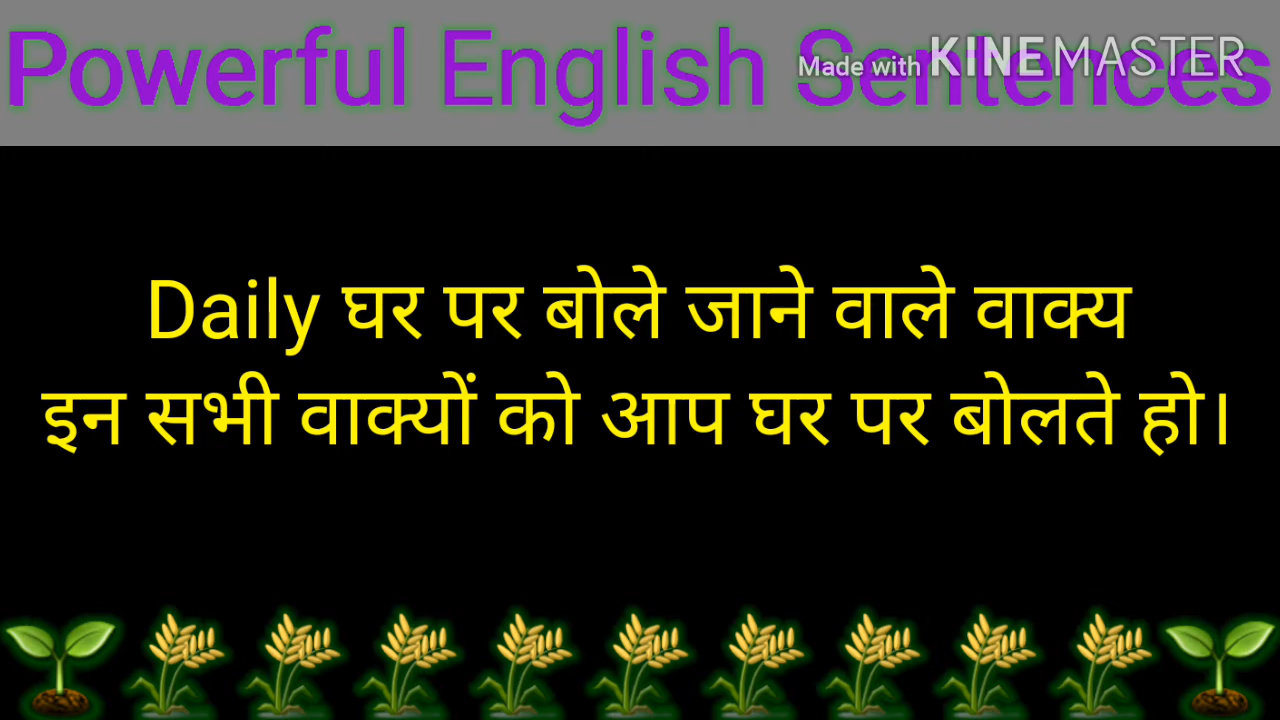 Powerful English Sentences
Made with KINEMASTER
Daily घर पर बोले जाने वाले वाक्य
इन सभी वाक्यों को आप घर पर बोलते हो।